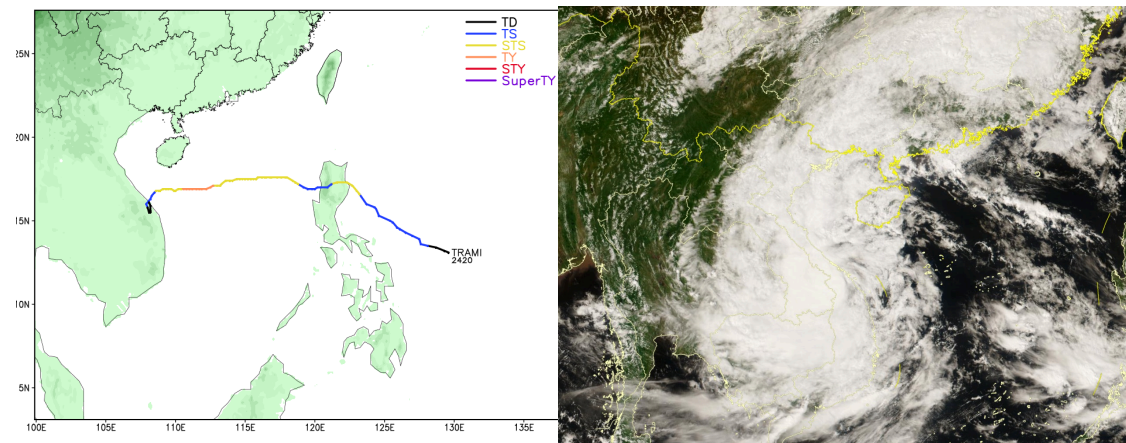 TD
TS
STS
TY
STY
SuperTY
25N
20N
15N
10N
5N
TRAMI
2420
100E
105E
110E
115E
120E
125E
130E
135E